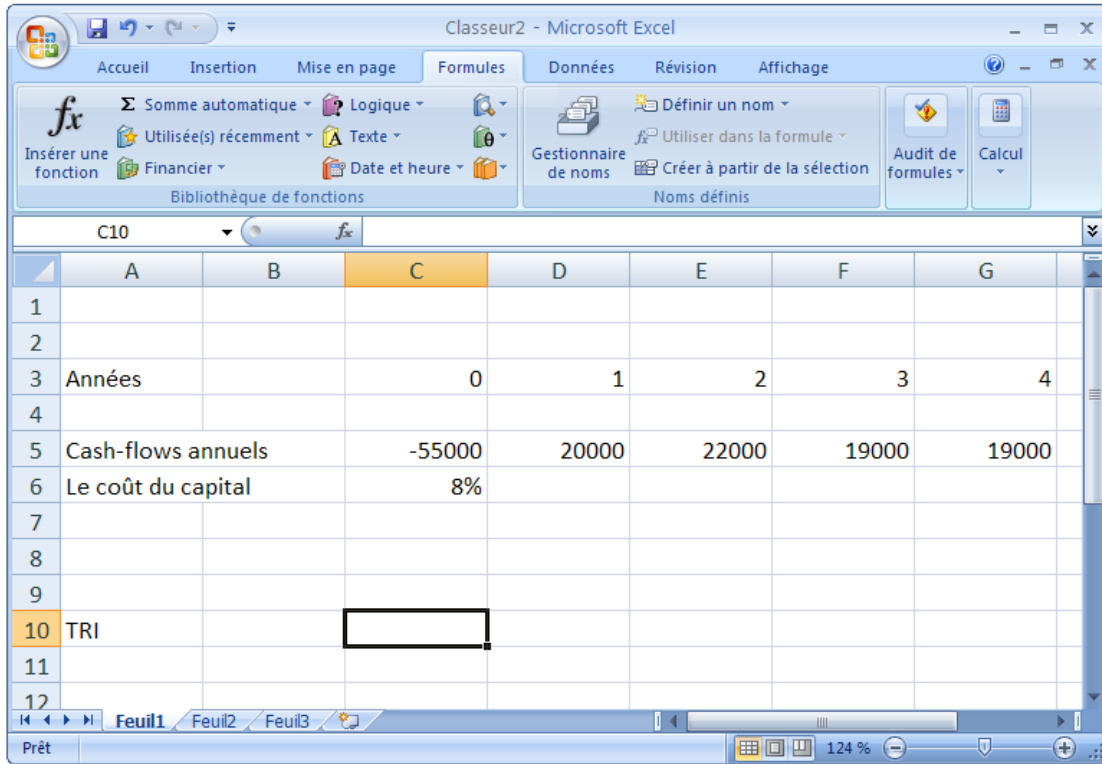 Classeur2 - Microsoft Excel
Accueil Insertion Mise en page Formules Données Révision Affichage
fx Insérer une fonction
Σ Somme automatique
Utilisée(s) récemment
Financier
Logique
Texte
Date et heure
θ
Bibliothèque de fonctions
Gestionnaire de noms
Définir un nom
Utiliser dans la formule
Créer à partir de la sélection
Noms définis
Audit de formules
Calcul
C10 fx
A B C D E F G
1
2
3 Années 0 1 2 3 4
4
5 Cash-flows annuels -55000 20000 22000 19000 19000
6 Le coût du capital 8%
7
8
9
10 TRI
11
12
Feuil1 Feuil2 Feuil3
Prêt 124 %